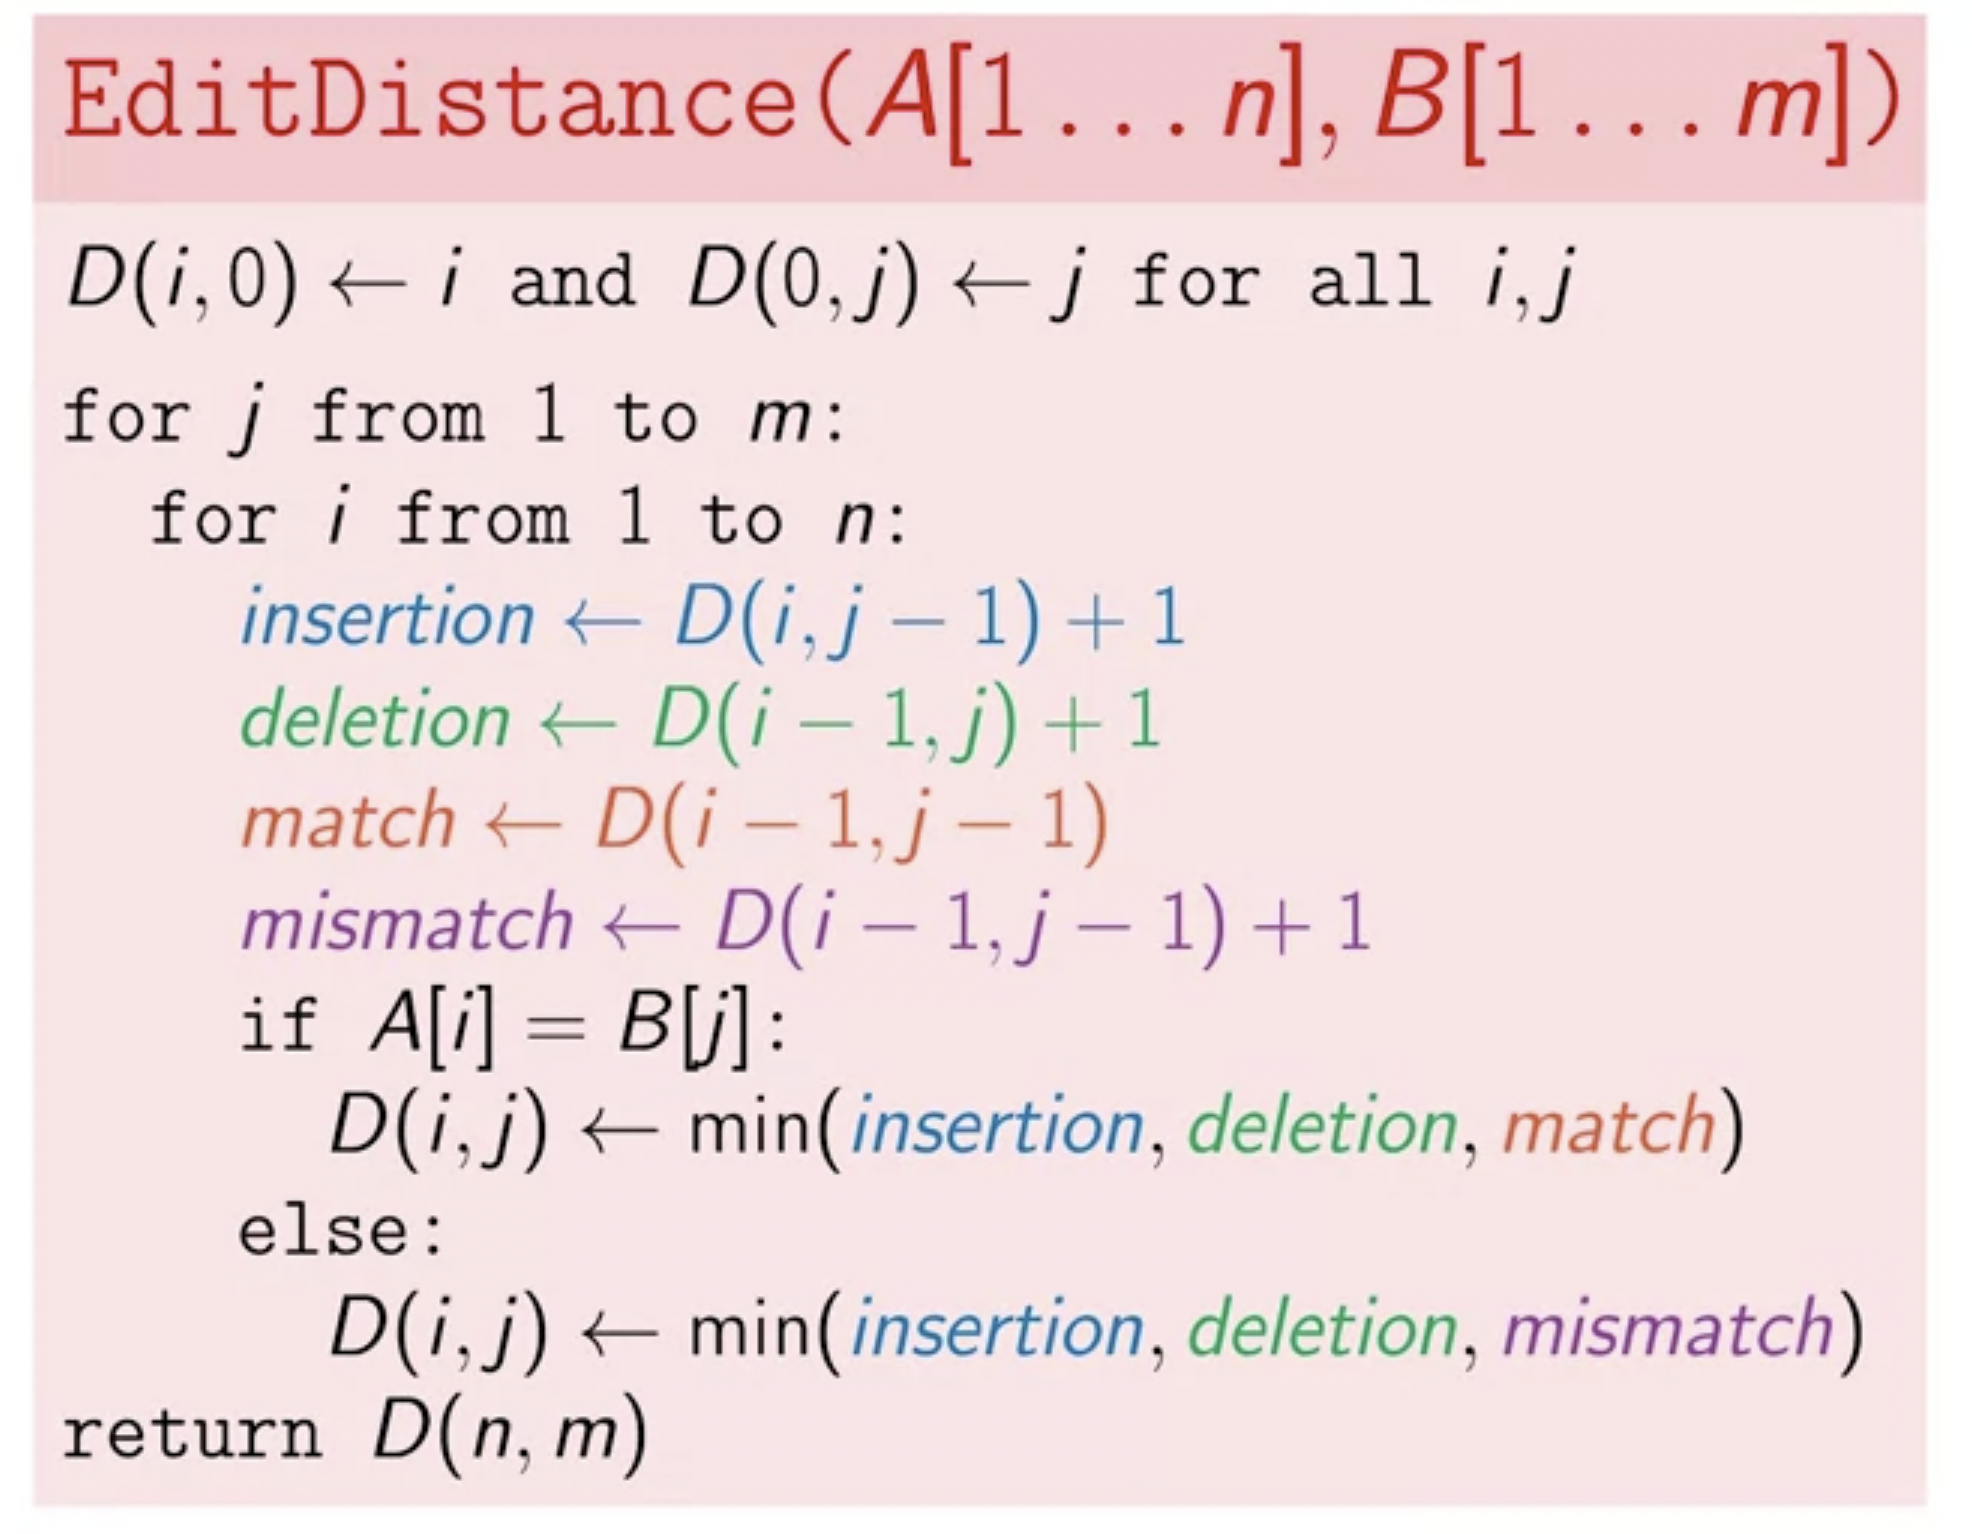 EditDistance(A[1 . . . n], B[1 . . . m])
D(i, 0) ← i and D(0, j) ← j for all i, j
for j from 1 to m:
for i from 1 to n:
insertion ← D(i, j − 1) + 1
deletion ← D(i − 1, j) + 1
match ← D(i − 1, j − 1)
mismatch ← D(i − 1, j − 1) + 1
if A[i] = B[j]:
D(i, j) ← min(insertion, deletion, match)
else:
D(i, j) ← min(insertion, deletion, mismatch)
return D(n, m)